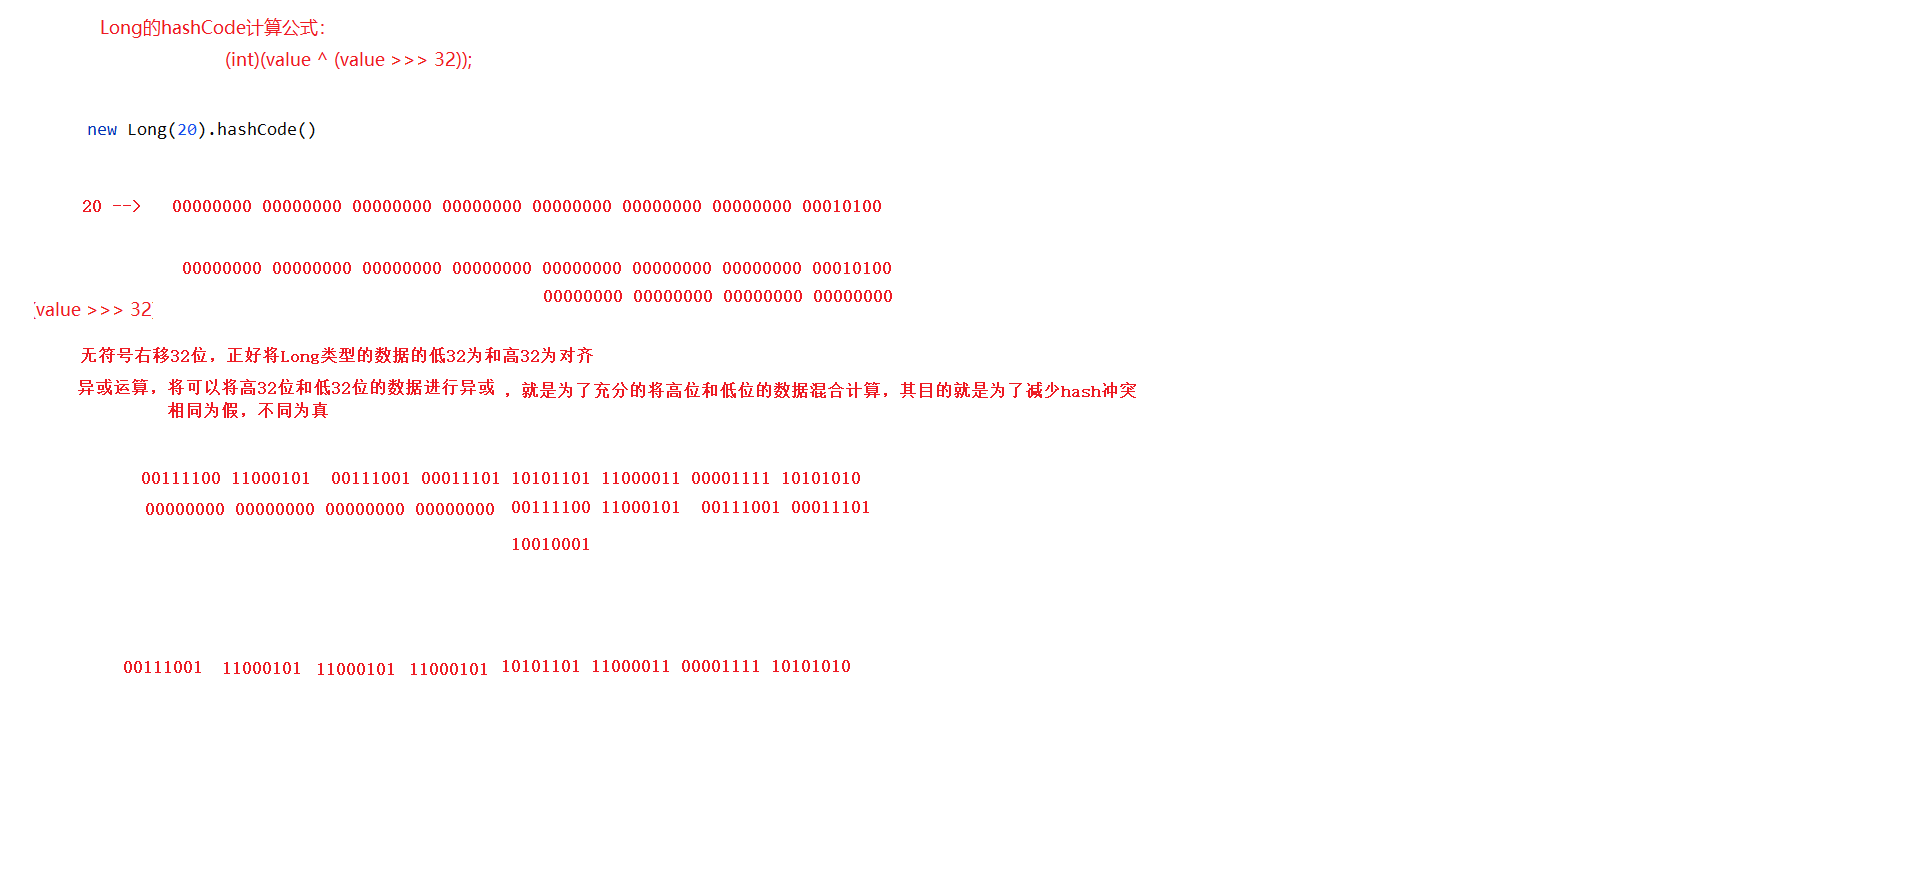 Long的hashCode计算公式：
(int)(value ^ (value >>> 32));
new Long(20).hashCode()
20 --> 00000000 00000000 00000000 00000000 00000000 00000000 00000000 00010100
00000000 00000000 00000000 00000000 00000000 00000000 00000000 00010100
00000000 00000000 00000000 00000000
(value >>> 32)
无符号右移32位，正好将Long类型的数据的低32为和高32为对齐
异或运算，将可以将高32位和低32位的数据进行异或 ，就是为了充分的将高位和低位的数据混合计算，其目的就是为了减少hash冲突
相同为假，不同为真
00111100 11000101 00111001 00011101 10101101 11000011 00001111 10101010
00000000 00000000 00000000 00000000 00111100 11000101 00111001 00011101
10010001
00111001 11000101 11000101 11000101 10101101 11000011 00001111 10101010